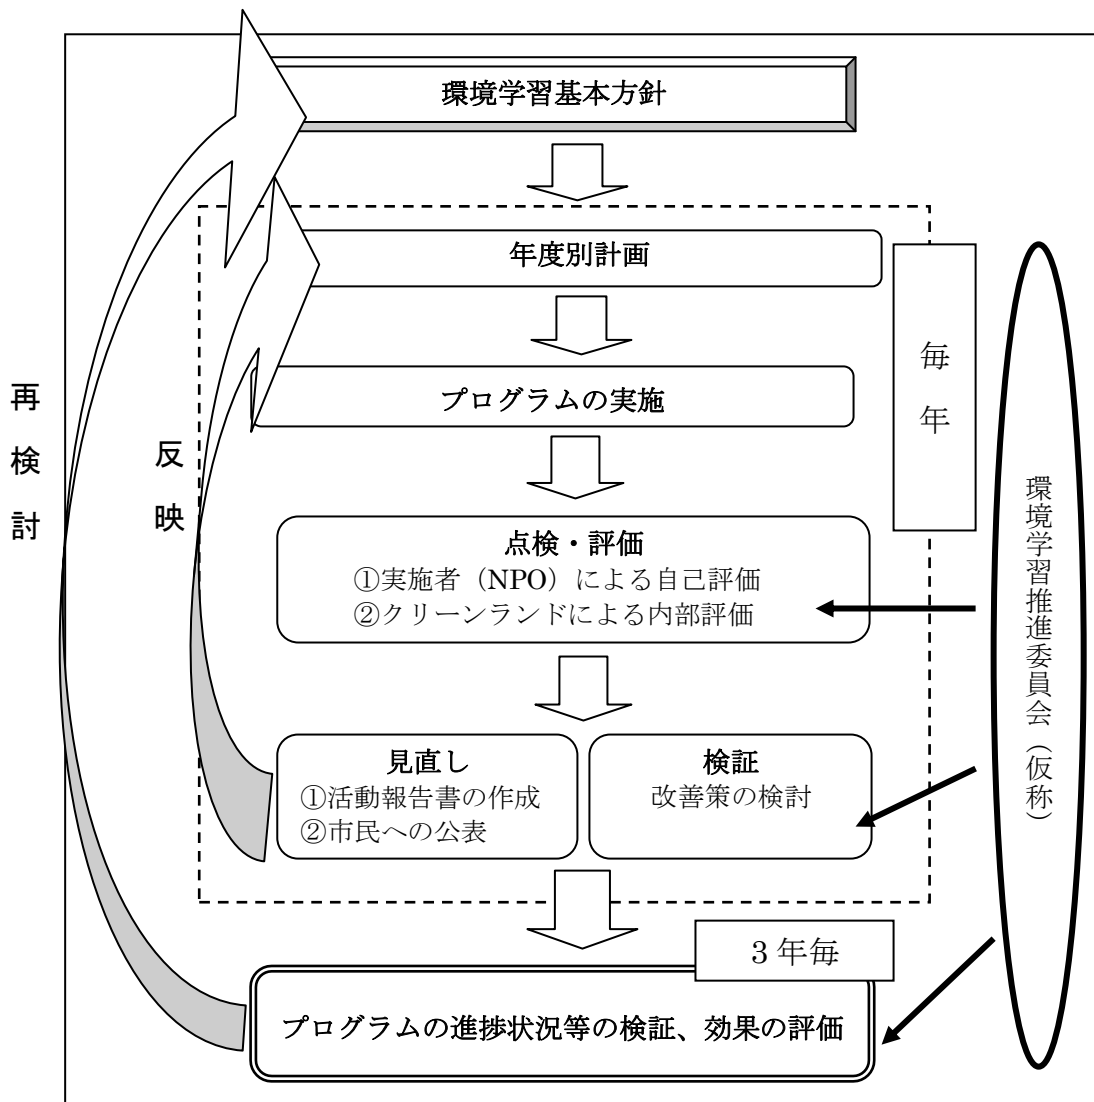 環境学習基本方針
年度別計画
毎年
プログラムの実施
再検討
反映
点検・評価
①実施者（NPO）による自己評価
②クリーンランドによる内部評価
環境学習推進委員会（仮称）
見直し
①活動報告書の作成
②市民への公表
検証
改善策の検討
3 年毎
プログラムの進捗状況等の検証、効果の評価